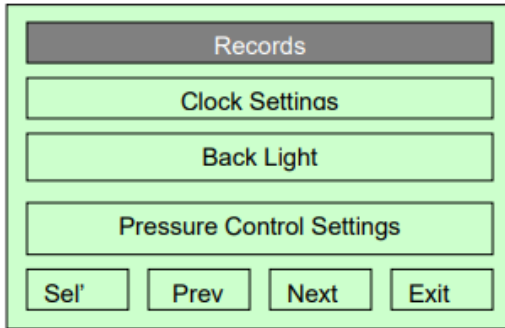 Records
Clock Settings
Back Light
Pressure Control Settings
Sel' Prev Next Exit